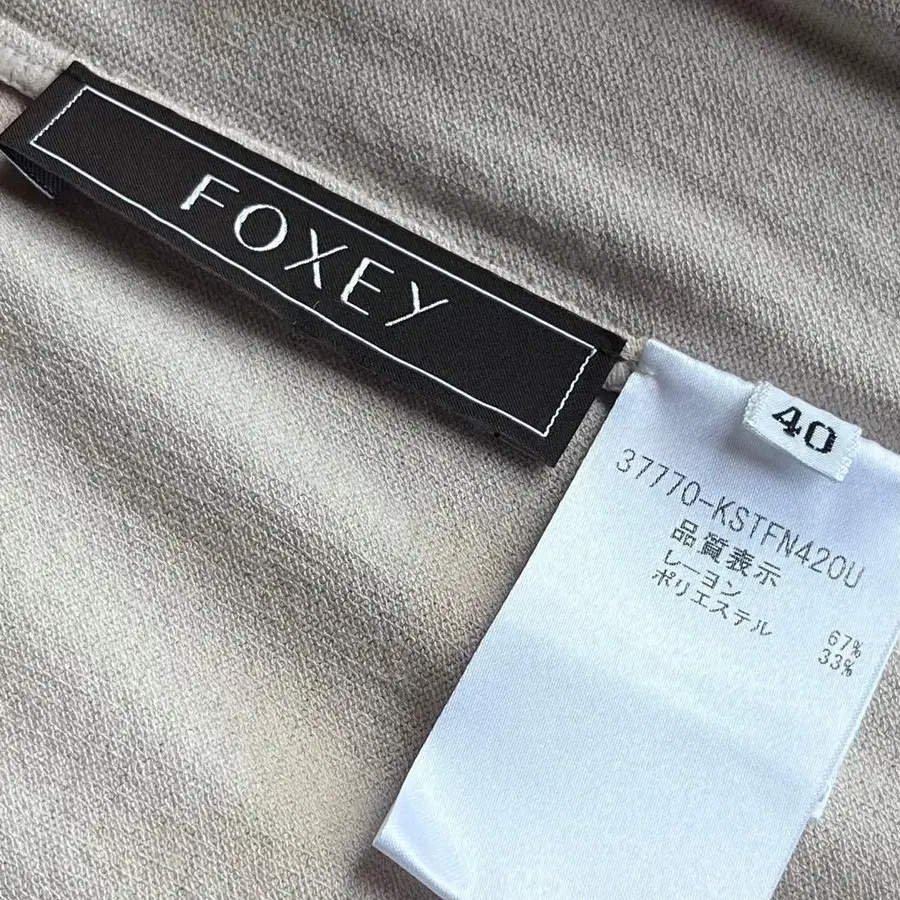 FOXEY
40
37770-KSTFN420U
品質表示
レーヨン 67%
ポリエステル 33%